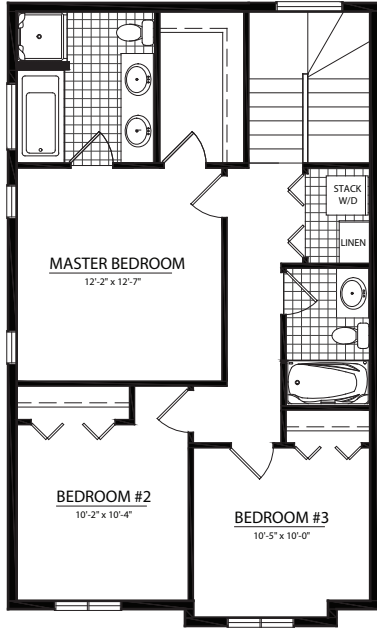 STACK
W/D
LINEN
MASTER BEDROOM
12'-2" x 12'-7"
BEDROOM #2
10'-2" x 10'-4"
BEDROOM #3
10'-5" x 10'-0"